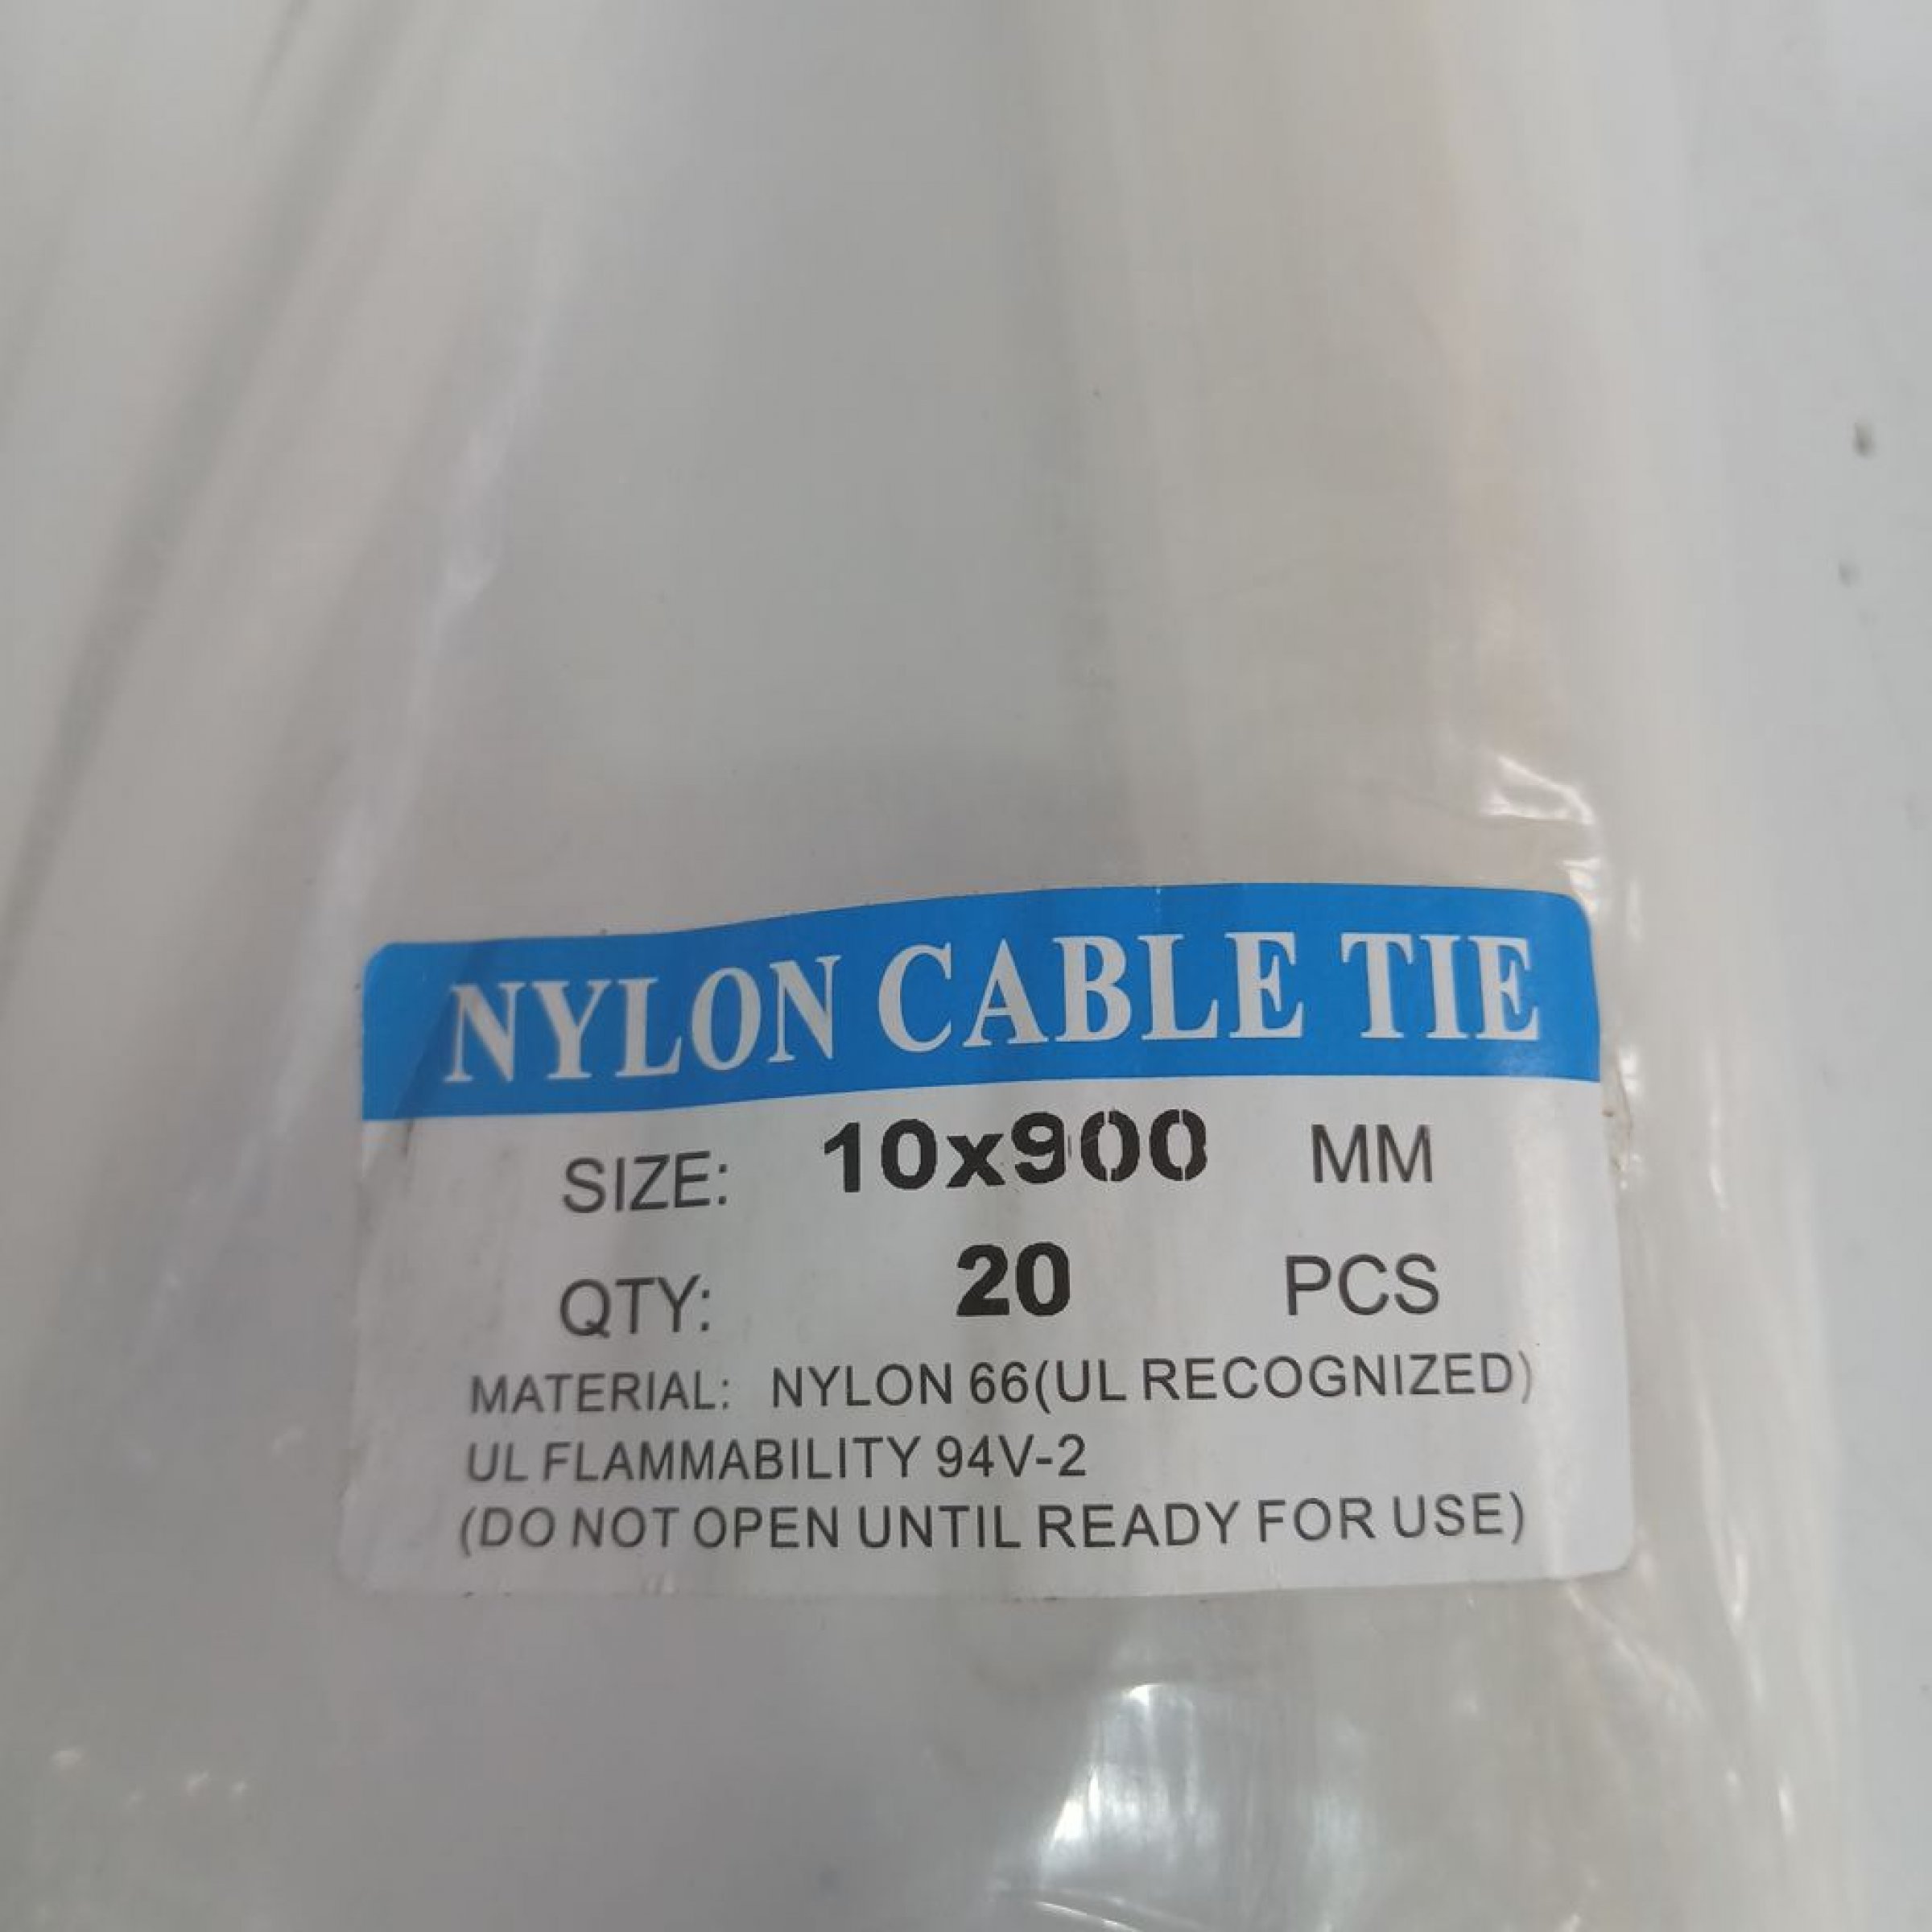 NYLON CABLE TIE
SIZE: 10x900 MM
QTY: 20 PCS
MATERIAL: NYLON 66(UL RECOGNIZED)
UL FLAMMABILITY 94V-2
(DO NOT OPEN UNTIL READY FOR USE)